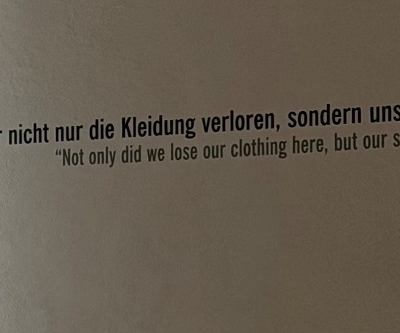 nicht nur die Kleidung verloren, sondern uns
“Not only did we lose our clothing here, but our s